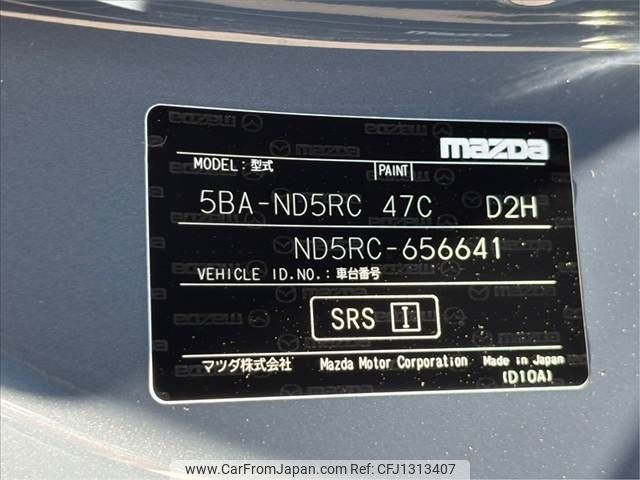 mazda
MODEL:型式 PAINT
5BA-ND5RC 47C D2H
ND5RC-656641
VEHICLE ID.NO.:車台番号
SRS I
マツダ株式会社 Mazda Motor Corporation Made in Japan
(D10A)
www.CarFromJapan.com - CFJ1313407